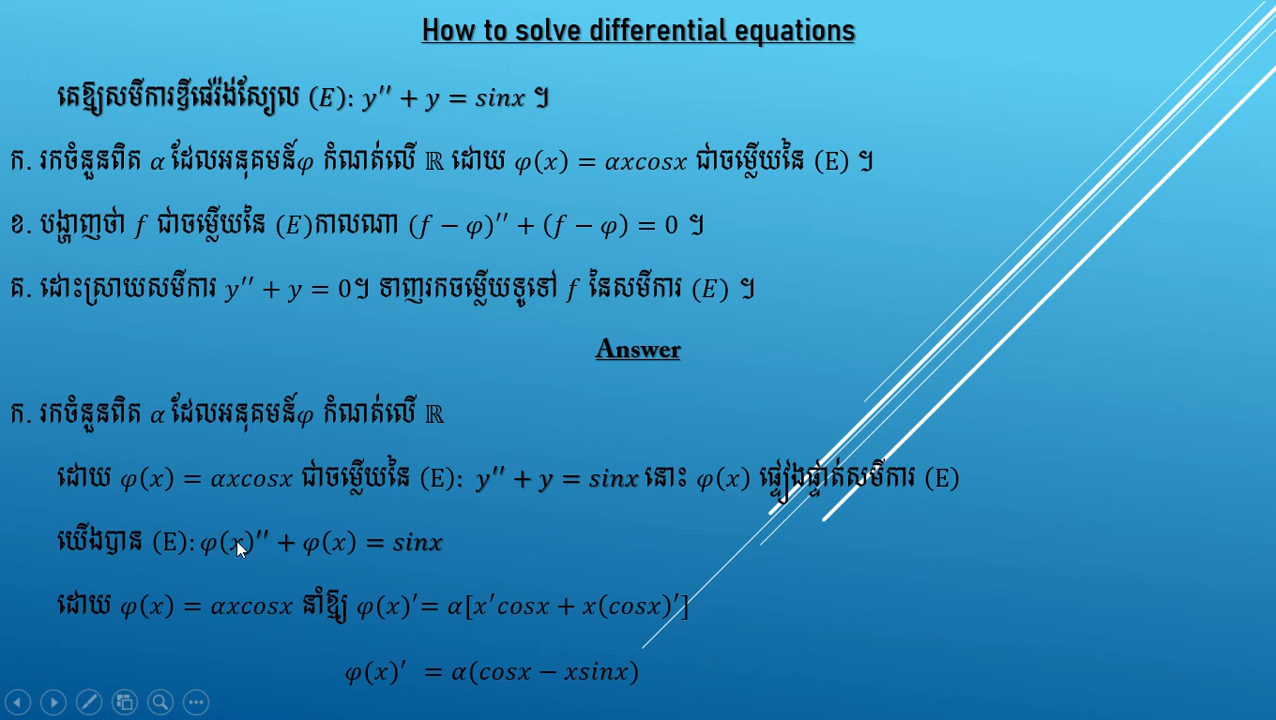 How to solve differential equations
គេឱ្យសមីការឌីផេរ៉ង់ស្យែល (E): y′′ + y = sinx ។
ក. រកចំនួនពិត α ដែលអនុគមន៍φ កំណត់លើ ℝ ដោយ φ(x) = αxcosx ជាចម្លើយនៃ (E) ។
ខ. បង្ហាញថា f ជាចម្លើយនៃ (E)កាលណា (f − φ)′′ + (f − φ) = 0 ។
គ. ដោះស្រាយសមីការ y′′ + y = 0។ ទាញរកចម្លើយទូទៅ f នៃសមីការ (E) ។
Answer
ក. រកចំនួនពិត α ដែលអនុគមន៍φ កំណត់លើ ℝ
ដោយ φ(x) = αxcosx ជាចម្លើយនៃ (E): y′′ + y = sinx នោះ φ(x) ផ្ទៀងផ្ទាត់សមីការ (E)
យើងបាន (E): φ(x)′′ + φ(x) = sinx
ដោយ φ(x) = αxcosx នាំឱ្យ φ(x)′= α[x′cosx + x(cosx)′]
φ(x)′ = α(cosx − xsinx)